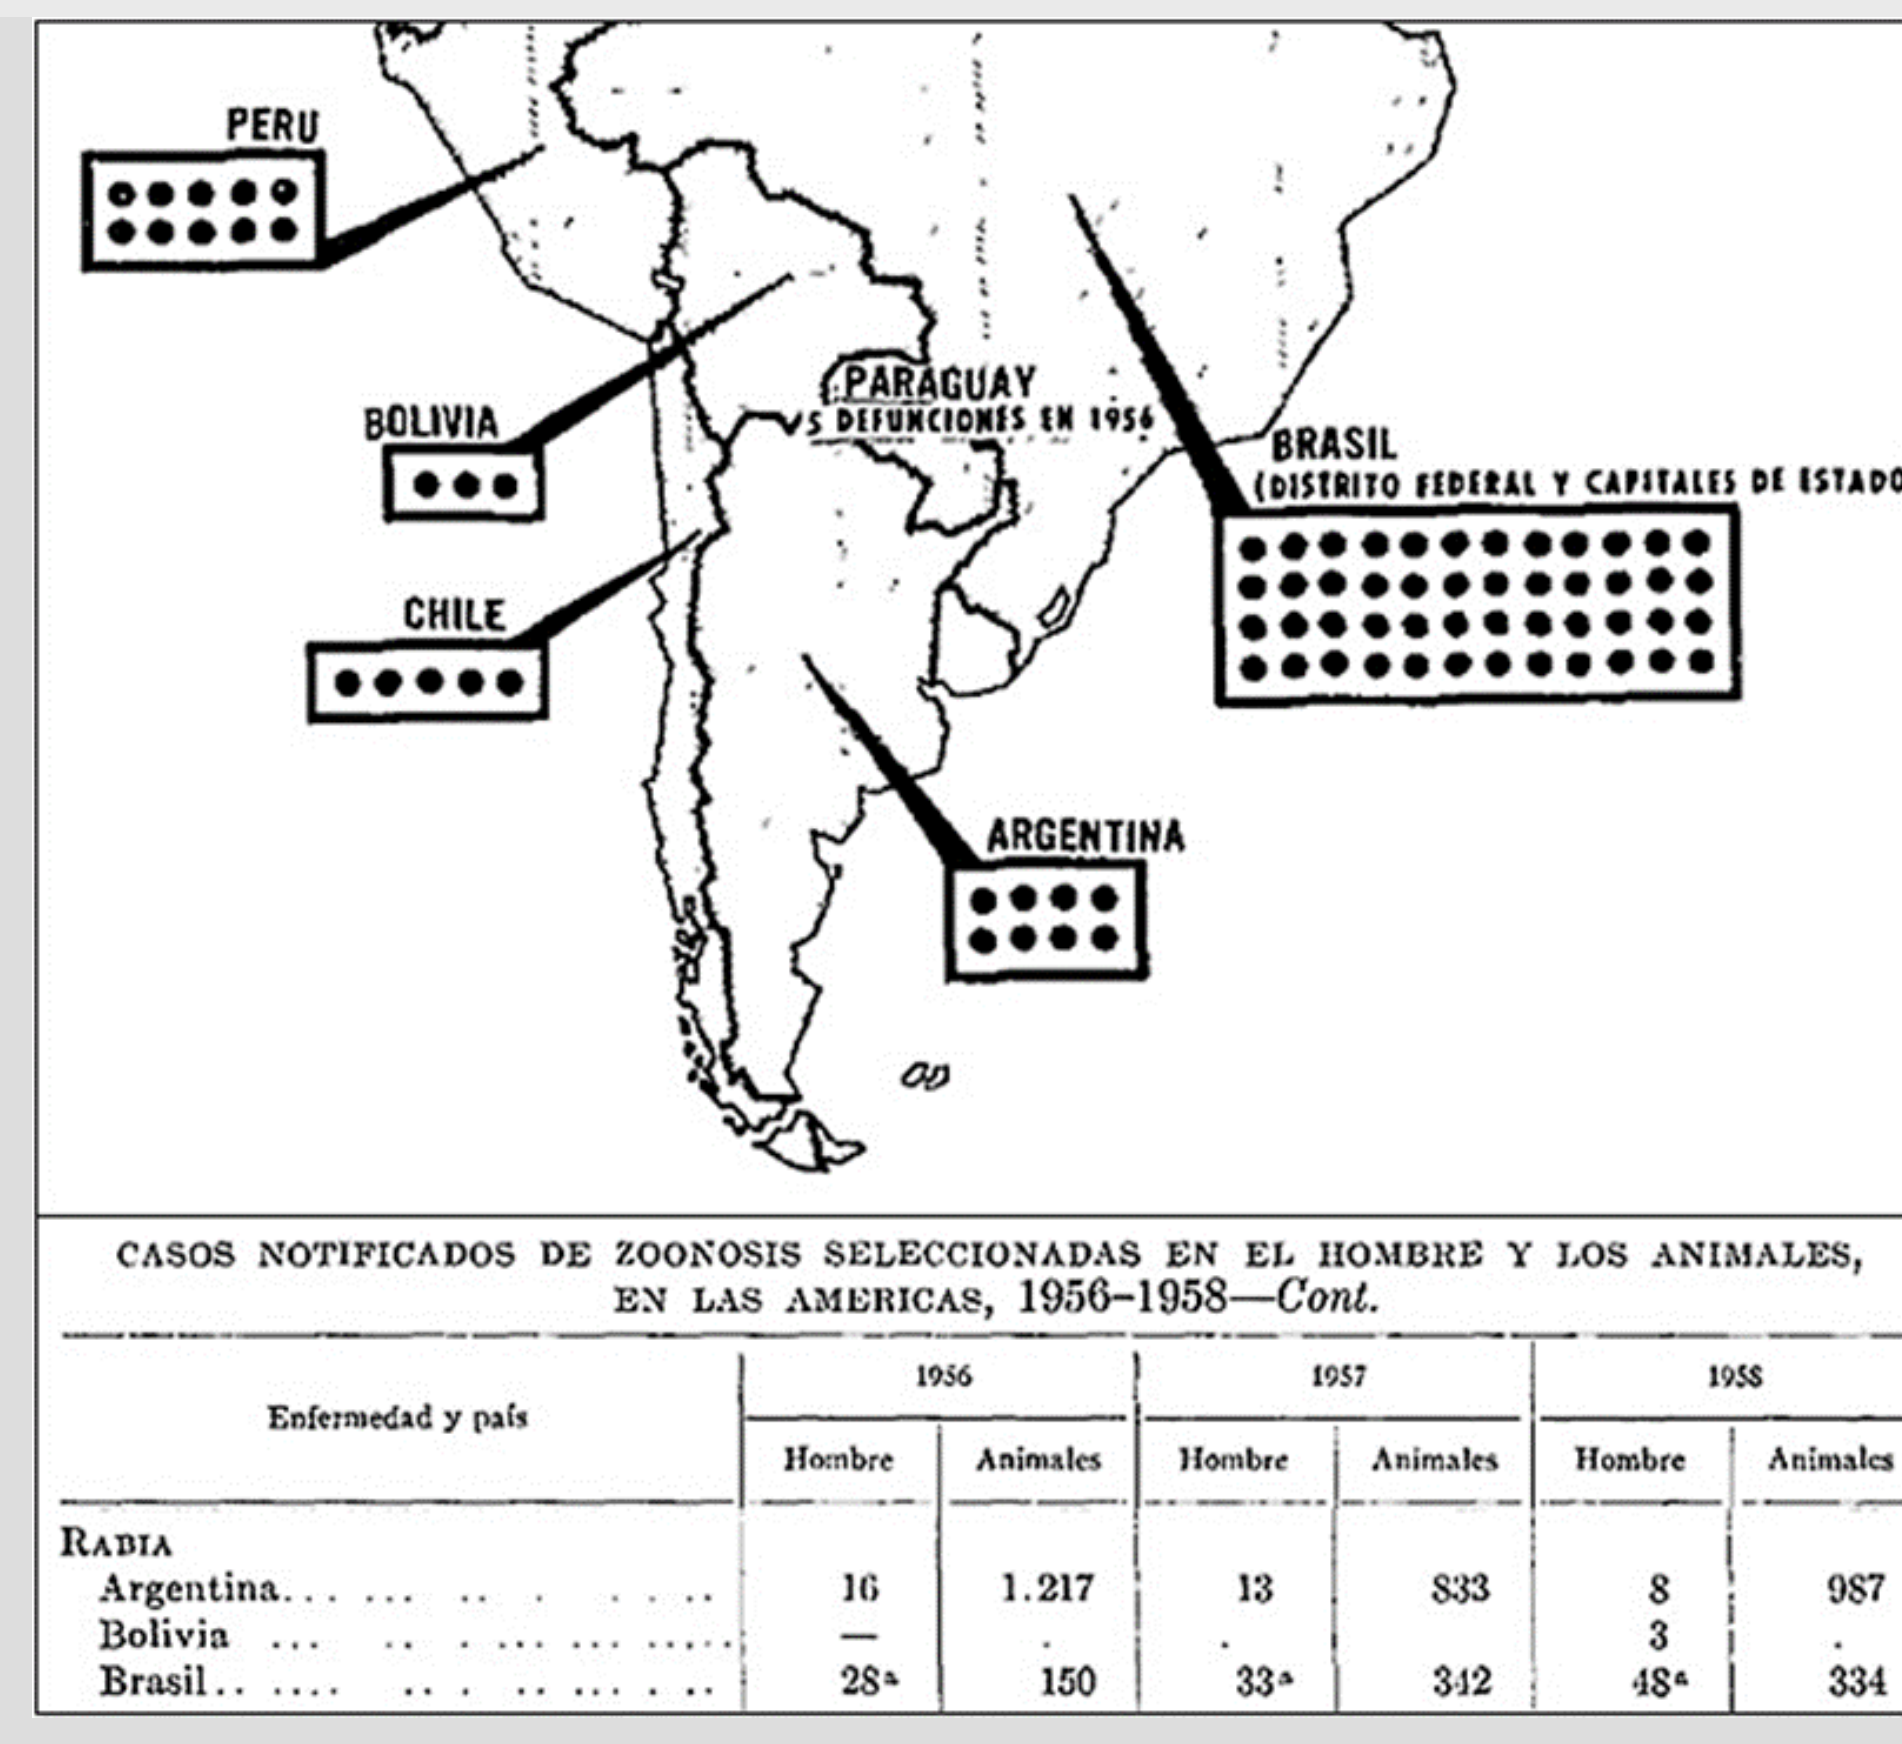 PERU
BOLIVIA
PARAGUAY
5 DEFUNCIONES EN 1956
BRASIL
(DISTRITO FEDERAL Y CAPITALES DE ESTADO
CHILE
ARGENTINA
CASOS NOTIFICADOS DE ZOONOSIS SELECCIONADAS EN EL HOMBRE Y LOS ANIMALES,
EN LAS AMERICAS, 1956–1958—Cont.
Enfermedad y país 1956 1957 1958
Hombre Animales Hombre Animales Hombre Animales
RABIA
Argentina... ... .. . . ... .. 16 1.217 13 833 8 987
Bolivia ... .. . ... ... ..... — . . 3 .
Brasil.. .... .. . .. ... . .. 28ª 150 33ª 342 48ª 334